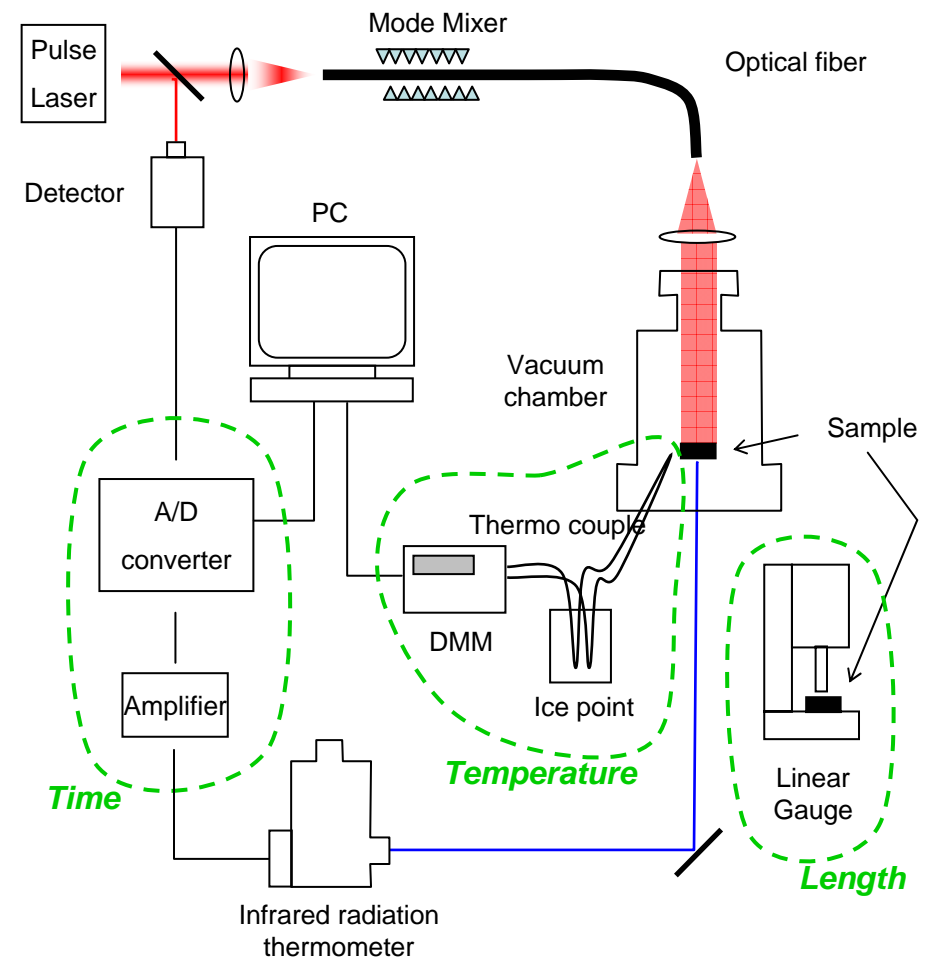 Mode Mixer
Pulse
Laser
Optical fiber
Detector
PC
Vacuum
chamber
Sample
A/D
converter
Thermo couple
DMM
Ice point
Amplifier
Time
Temperature
Linear
Gauge
Length
Infrared radiation
thermometer